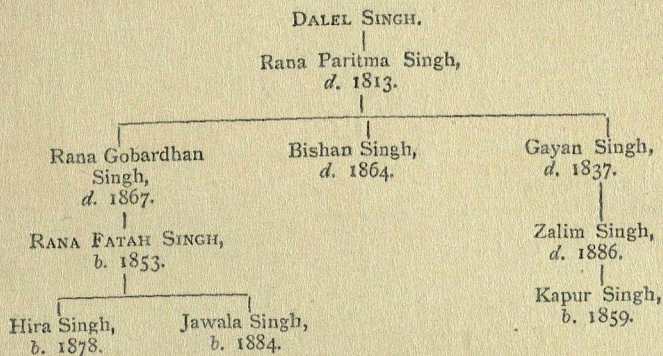 DALEL SINGH.
Rana Paritma Singh,
d. 1813.
Rana Gobardhan
Singh,
d. 1867.
Bishan Singh,
d. 1864.
Gayan Singh,
d. 1837.
RANA FATAH SINGH,
b. 1853.
Zalim Singh,
d. 1886.
Kapur Singh,
b. 1859.
Hira Singh,
b. 1878.
Jawala Singh,
b. 1884.